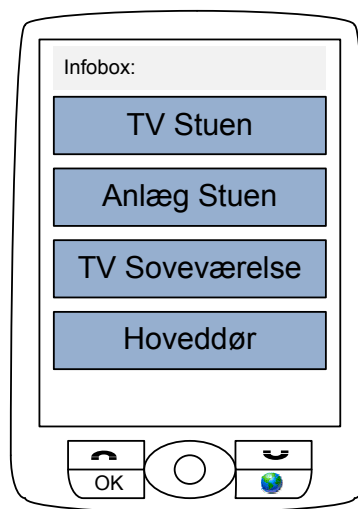 Infobox:
TV Stuen
Anlæg Stuen
TV Soveværelse
Hoveddør
OK